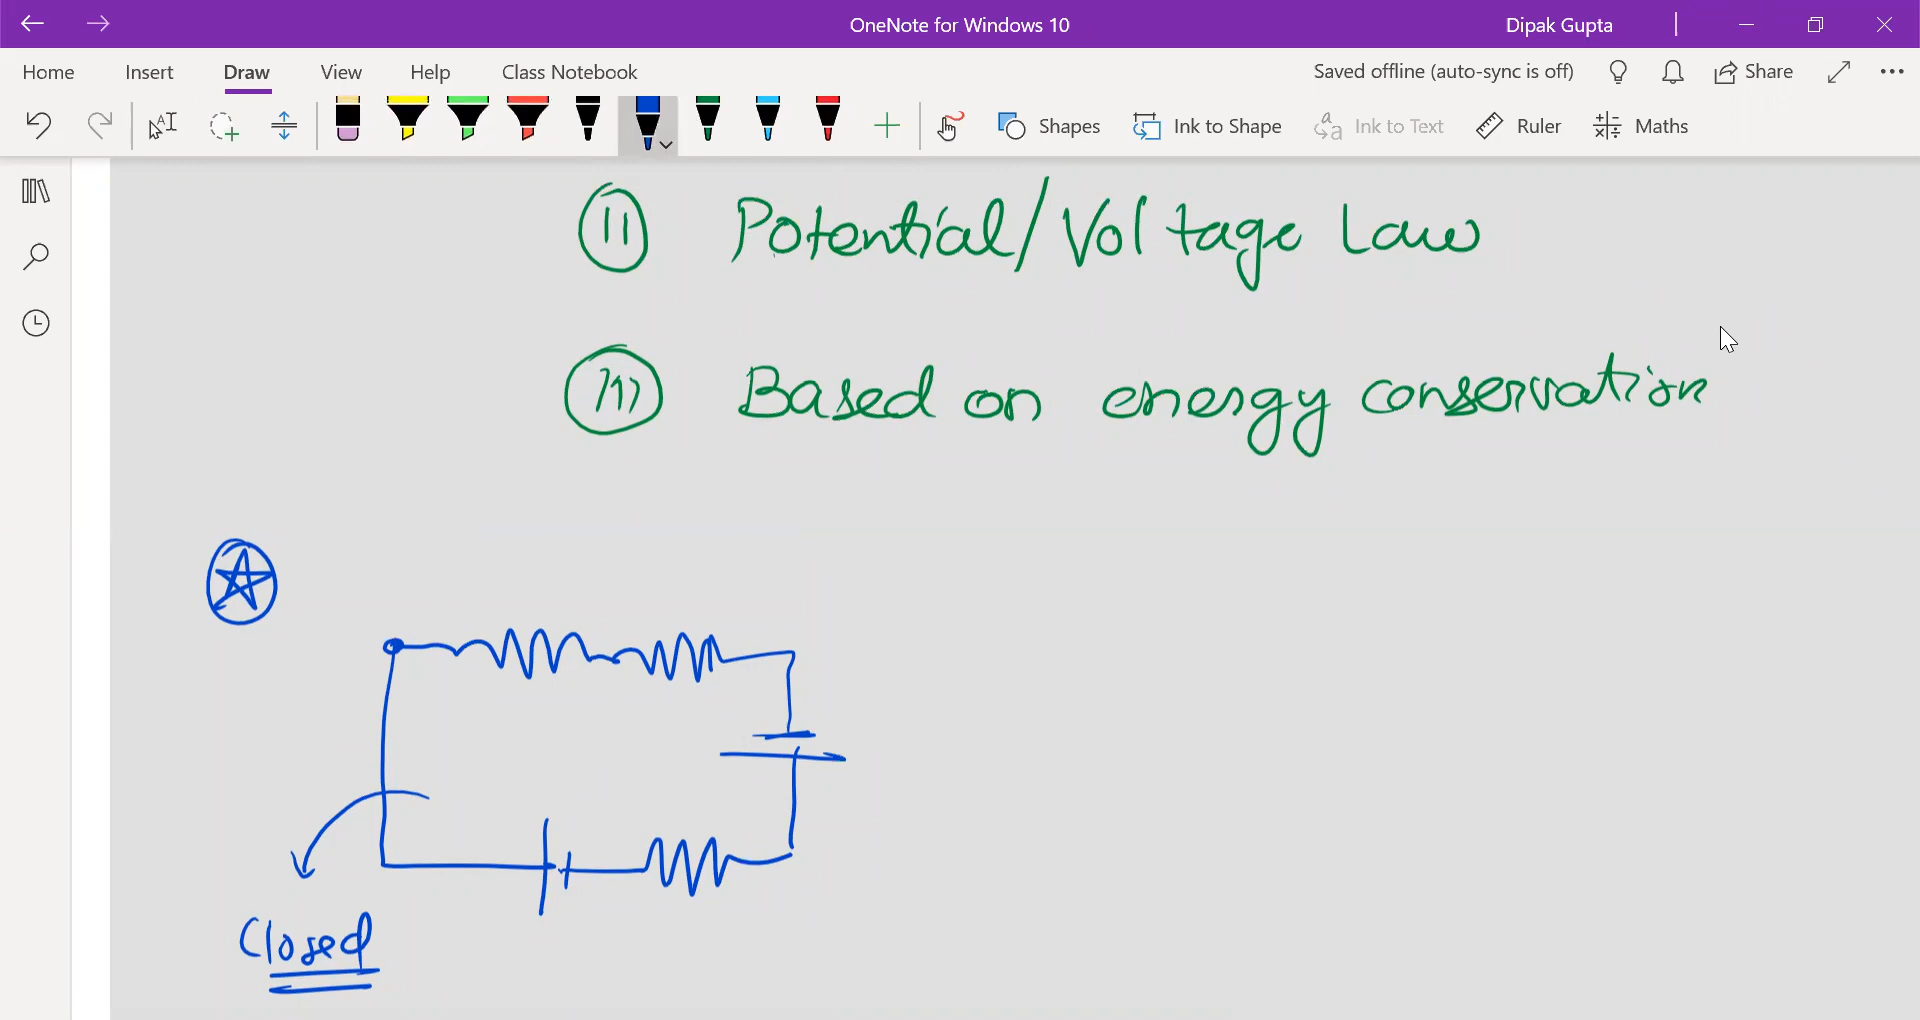 OneNote for Windows 10
Dipak Gupta
Home Insert Draw View Help Class Notebook
Saved offline (auto-sync is off) Share
Shapes Ink to Shape Ink to Text Ruler Maths
(II) Potential/Voltage Law
(III) Based on energy conservation
Closed